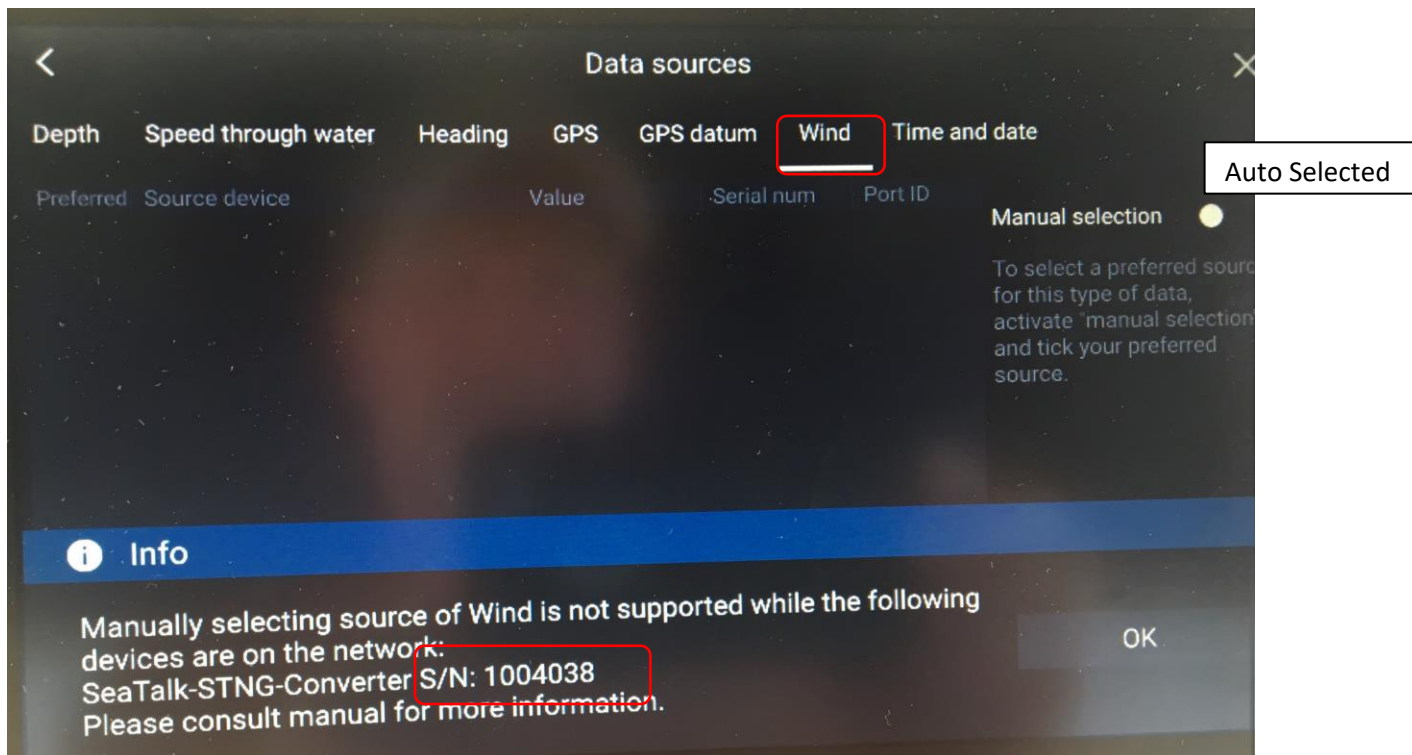 Data sources
Depth Speed through water Heading GPS GPS datum Wind Time and date
Auto Selected
Preferred Source device Value Serial num Port ID
Manual selection
To select a preferred
for this type of data,
activate "manual selection"
and tick your preferred
source.
i Info
Manually selecting source of Wind is not supported while the following
devices are on the network:
SeaTalk-STNG-Converter S/N: 1004038
Please consult manual for more information.
OK